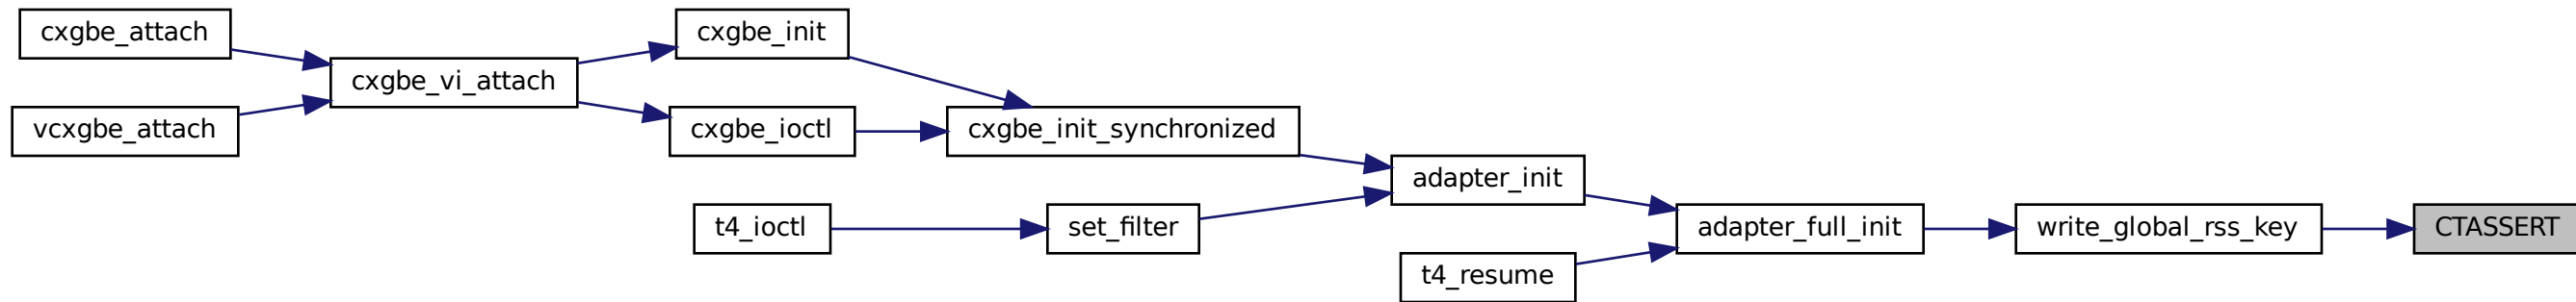 cxgbe_attach
vcxgbe_attach
cxgbe_vi_attach
cxgbe_init
cxgbe_ioctl
t4_ioctl
cxgbe_init_synchronized
set_filter
adapter_init
t4_resume
adapter_full_init
write_global_rss_key
CTASSERT